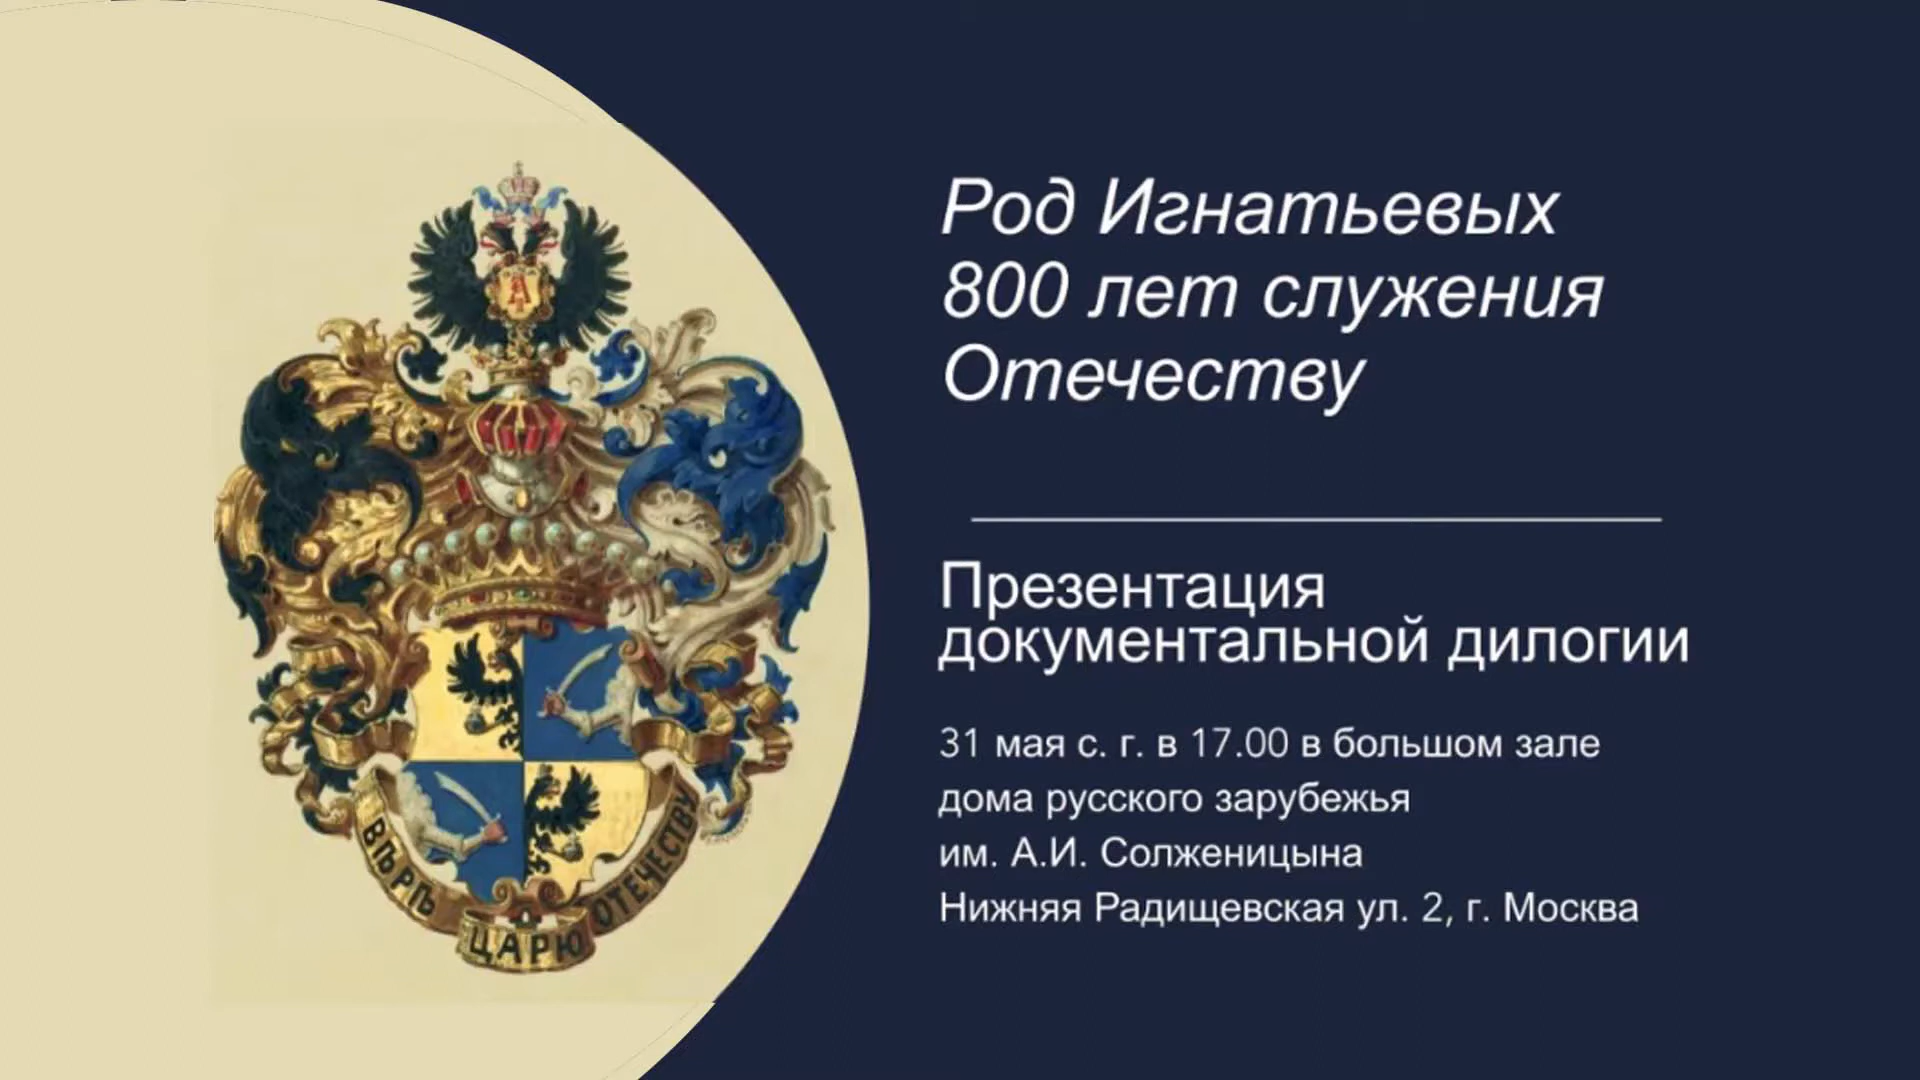 Род Игнатьевых
800 лет служения
Отечеству
Презентация
документальной дилогии
31 мая с. г. в 17.00 в большом зале
дома русского зарубежья
им. А.И. Солженицына
Нижняя Радищевская ул. 2, г. Москва
А
ВѢРѢ
ЦАРЮ
ОТЕЧЕСТВУ